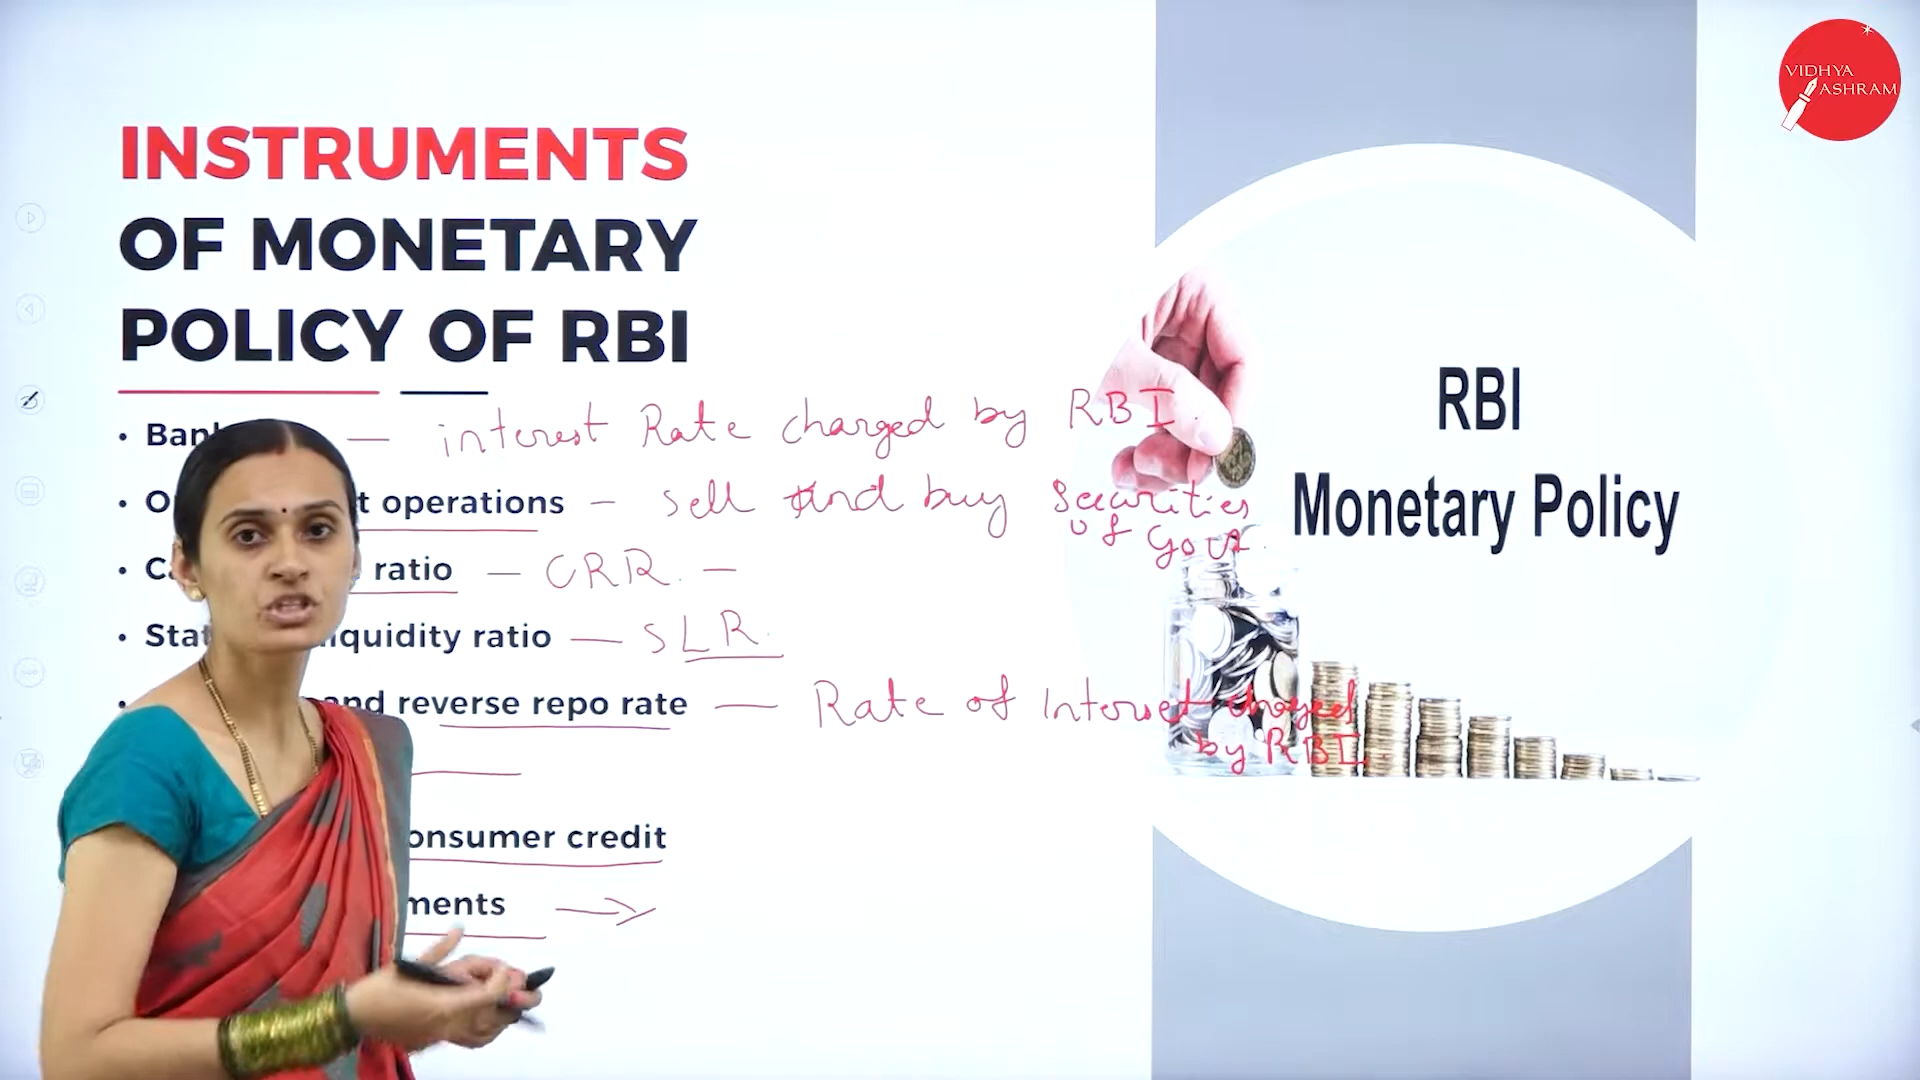 VIDHYA
ASHRAM
INSTRUMENTS
OF MONETARY
POLICY OF RBI
• Ban — interest Rate charged by RBI.
• O t operations — sell and buy securities
of Govt.
• C ratio — CRR. —
• Stat iquidity ratio — SLR.
and reverse repo rate — Rate of Interest charged
by RBI.
onsumer credit
ments
RBI
Monetary Policy